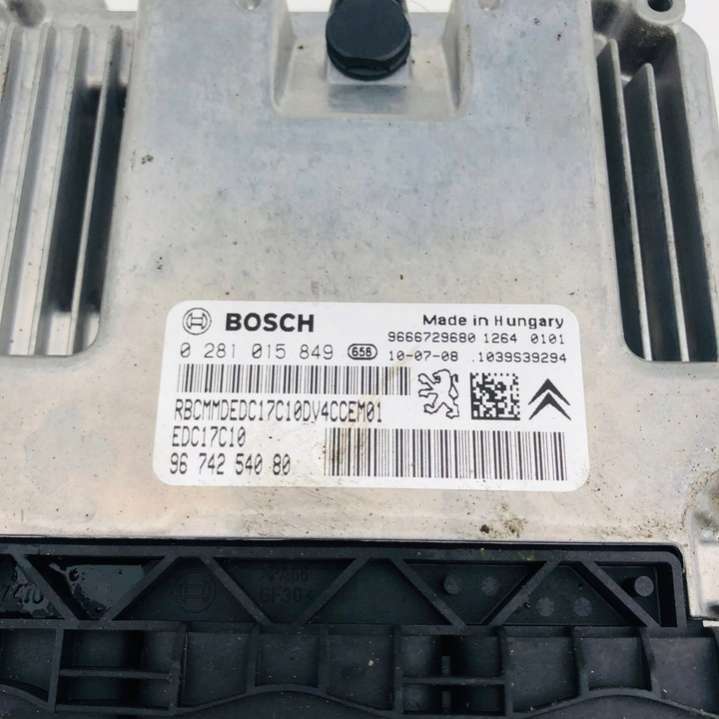 BOSCH
Made in Hungary
9666729680 1264 0101
0 281 015 849 658 10-07-08 .1039S39294
RBCMMDEDC17C10DV4CCEM01
EDC17C10
96 742 540 80
GF30